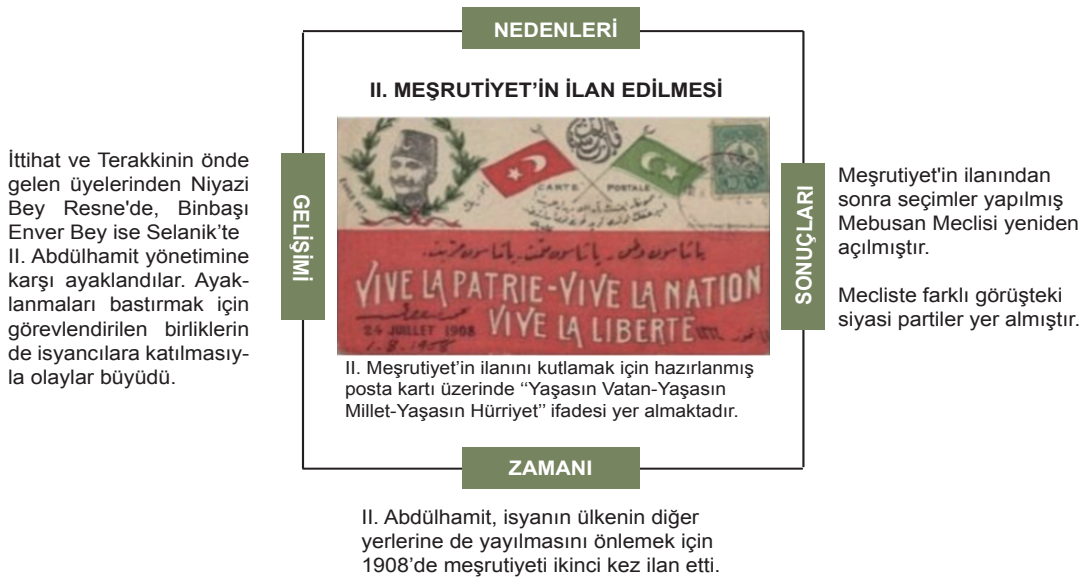 NEDENLERİ
II. MEŞRUTİYET’İN İLAN EDİLMESİ
İttihat ve Terakkinin önde
gelen üyelerinden Niyazi
Bey Resne'de, Binbaşı
Enver Bey ise Selanik’te
II. Abdülhamit yönetimine
karşı ayaklandılar. Ayak-
lanmaları bastırmak için
görevlendirilen birliklerin
de isyancılara katılmasıy-
la olaylar büyüdü.
GELİŞİMİ
CARTE POSTALE
VIVE LA PATRIE-VIVE LA NATION
VIVE LA LIBERTÉ
24 JUILLET 1908
1.8.1908
II. Meşrutiyet’in ilanını kutlamak için hazırlanmış
posta kartı üzerinde ‘‘Yaşasın Vatan-Yaşasın
Millet-Yaşasın Hürriyet’’ ifadesi yer almaktadır.
SONUÇLARI
Meşrutiyet'in ilanından
sonra seçimler yapılmış
Mebusan Meclisi yeniden
açılmıştır.
Mecliste farklı görüşteki
siyasi partiler yer almıştır.
ZAMANI
II. Abdülhamit, isyanın ülkenin diğer
yerlerine de yayılmasını önlemek için
1908’de meşrutiyeti ikinci kez ilan etti.